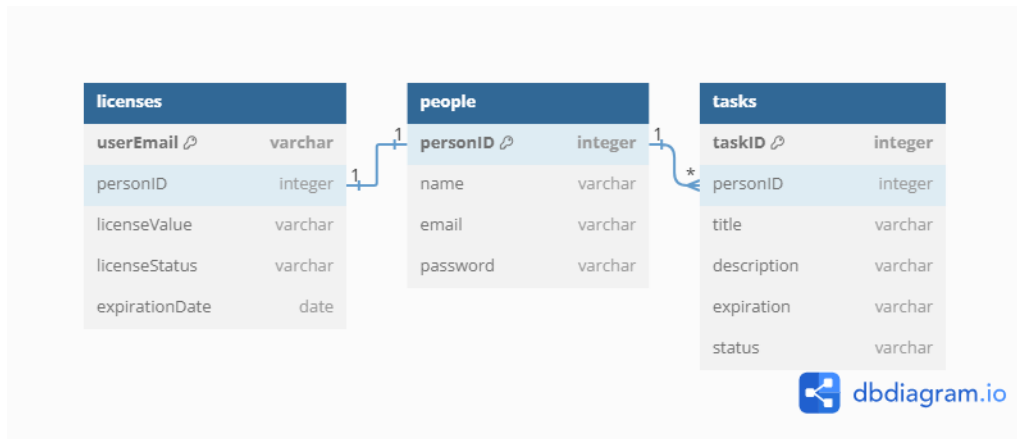 licenses
userEmail varchar
personID integer
licenseValue varchar
licenseStatus varchar
expirationDate date
1
1
people
personID integer
name varchar
email varchar
password varchar
1
*
tasks
taskID integer
personID integer
title varchar
description varchar
expiration varchar
status varchar
dbdiagram.io